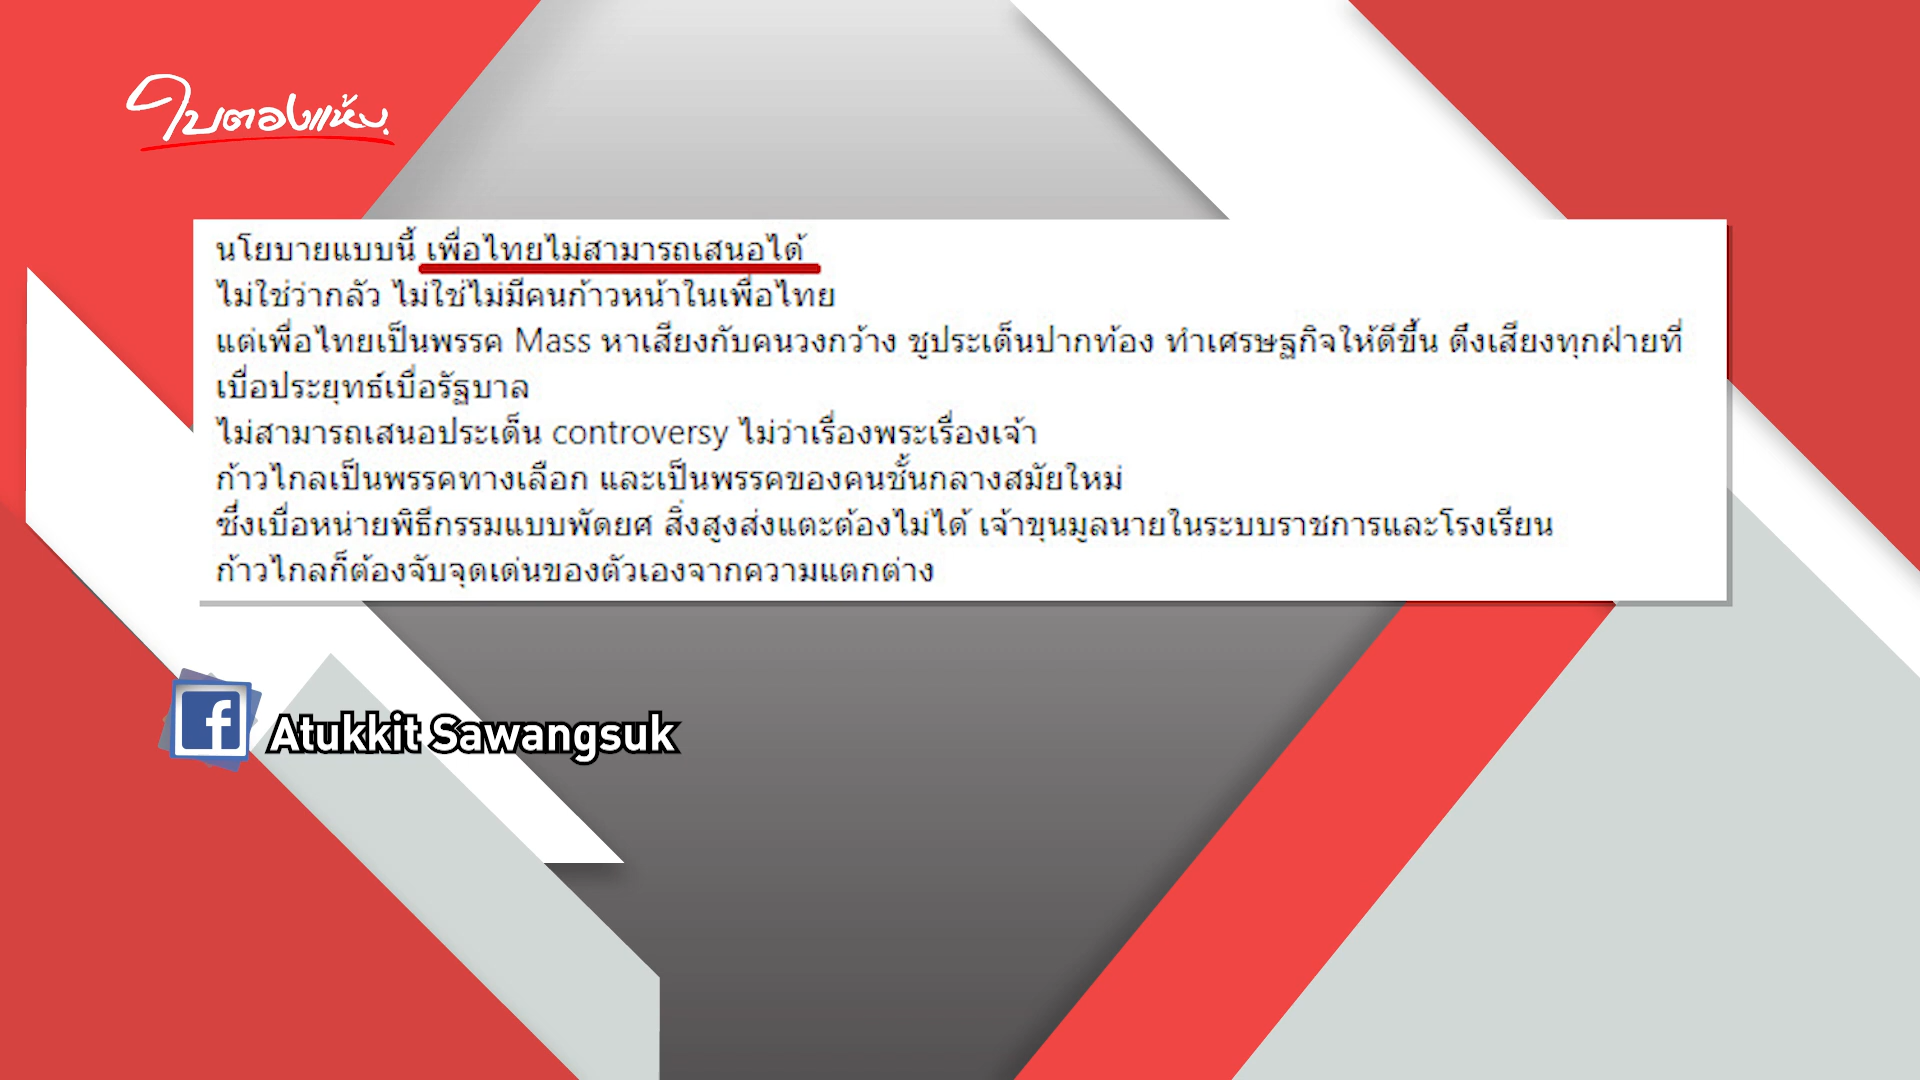 ใบตองแห้ง
นโยบายแบบนี้ เพื่อไทยไม่สามารถเสนอได้
ไม่ใช่ว่ากลัว ไม่ใช่ไม่มีคนก้าวหน้าในเพื่อไทย
แต่เพื่อไทยเป็นพรรค Mass หาเสียงกับคนวงกว้าง ชูประเด็นปากท้อง ทำเศรษฐกิจให้ดีขึ้น ดึงเสียงทุกฝ่ายที่
เบื่อประยุทธ์เบื่อรัฐบาล
ไม่สามารถเสนอประเด็น controversy ไม่ว่าเรื่องพระเรื่องเจ้า
ก้าวไกลเป็นพรรคทางเลือก และเป็นพรรคของคนชั้นกลางสมัยใหม่
ซึ่งเบื่อหน่ายพิธีกรรมแบบพัดยศ สิ่งสูงส่งแตะต้องไม่ได้ เจ้าขุนมูลนายในระบบราชการและโรงเรียน
ก้าวไกลก็ต้องจับจุดเด่นของตัวเองจากความแตกต่าง
f Atukkit Sawangsuk